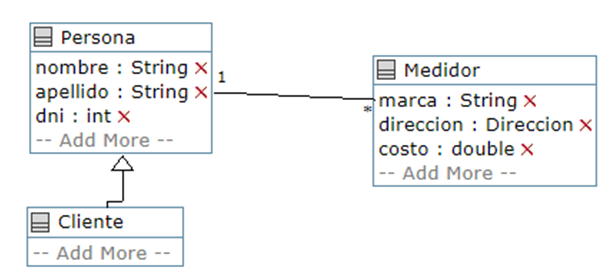 Persona
nombre : String
apellido : String
dni : int
-- Add More --
1
*
Medidor
marca : String
direccion : Direccion
costo : double
-- Add More --
Cliente
-- Add More --